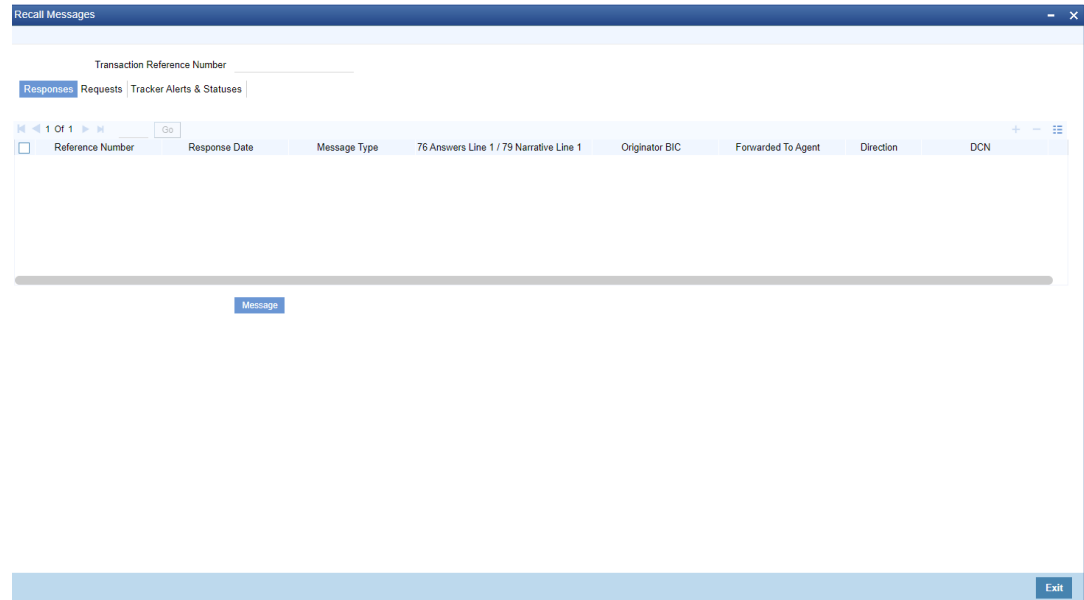 Recall Messages
Transaction Reference Number
Responses Requests Tracker Alerts & Statuses
1 Of 1 Go
Reference Number Response Date Message Type 76 Answers Line 1 / 79 Narrative Line 1 Originator BIC Forwarded To Agent Direction DCN
Message
Exit